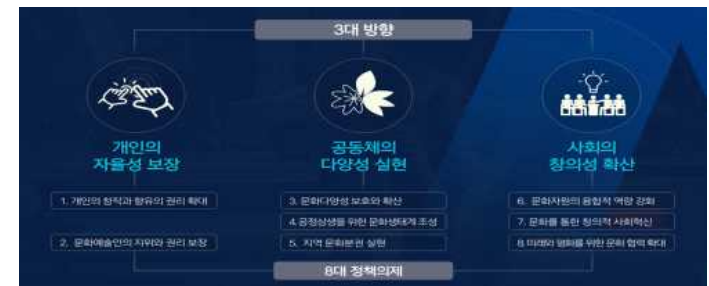 3대 방향
개인의
자율성 보장
공동체의
다양성 실현
사회의
창의성 확산
1. 개인의 창작과 향유의 권리 확대
2. 문화예술인의 지위와 권리 보장
3. 문화다양성 보호와 확산
4. 공정상생을 위한 문화생태계 조성
5. 지역 문화분권 실현
6. 문화자원의 융합적 역량 강화
7. 문화를 통한 창의적 사회혁신
8. 미래와 평화를 위한 문화 협력 확대
8대 정책의제